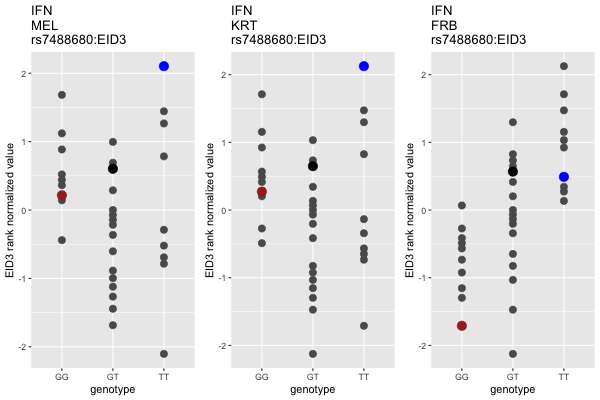 IFN
MEL
rs7488680:EID3
EID3 rank normalized value
2
1
0
-1
-2
GG
GT
TT
genotype
IFN
KRT
rs7488680:EID3
EID3 rank normalized value
2
1
0
-1
-2
GG
GT
TT
genotype
IFN
FRB
rs7488680:EID3
EID3 rank normalized value
2
1
0
-1
-2
GG
GT
TT
genotype